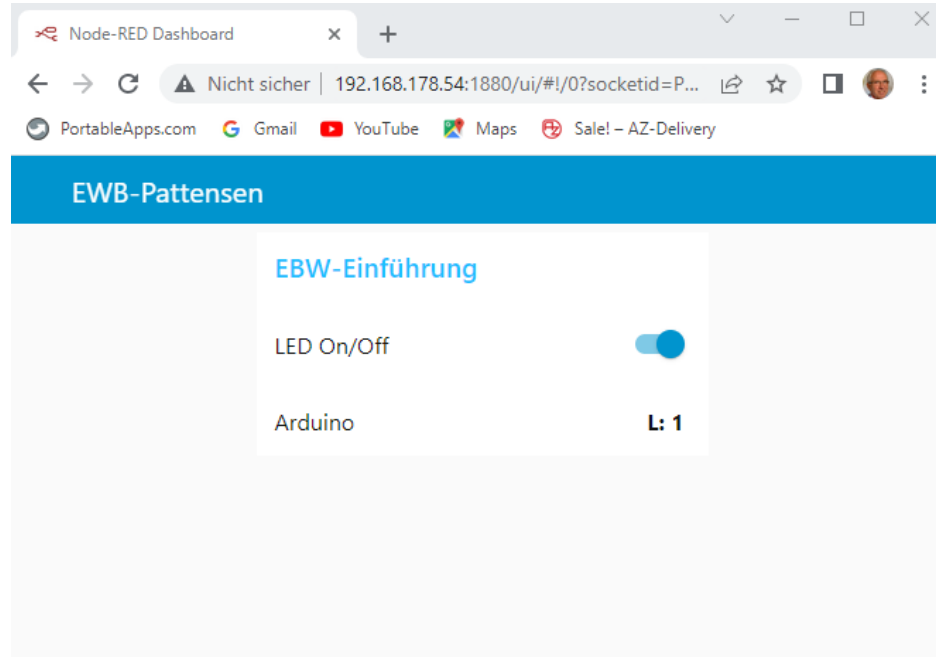 Node-RED Dashboard
Nicht sicher | 192.168.178.54:1880/ui/#!/0?socketid=P...
PortableApps.com Gmail YouTube Maps Sale! – AZ-Delivery
EWB-Pattensen
EBW-Einführung
LED On/Off
Arduino L: 1